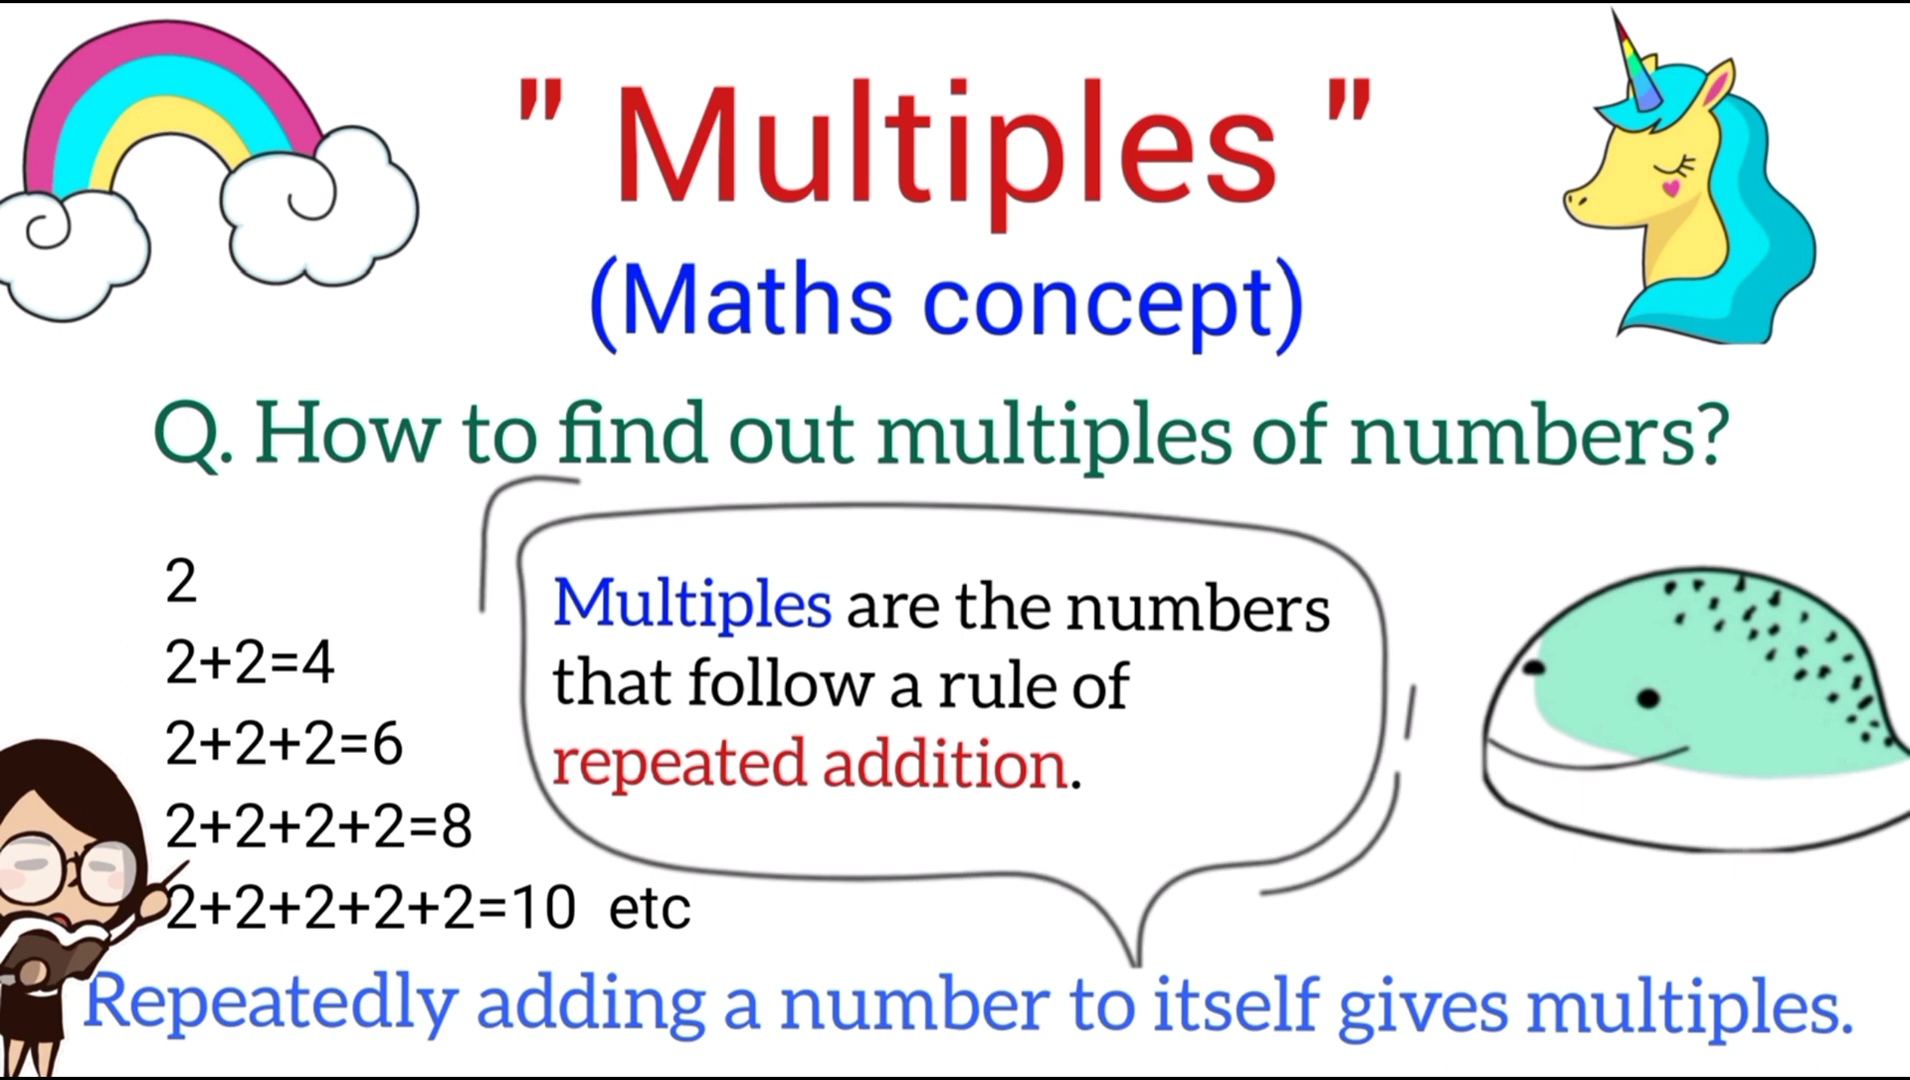 " Multiples "
(Maths concept)
Q. How to find out multiples of numbers?
2
2+2=4
2+2+2=6
2+2+2+2=8
2+2+2+2+2=10 etc
Multiples are the numbers
that follow a rule of
repeated addition.
Repeatedly adding a number to itself gives multiples.